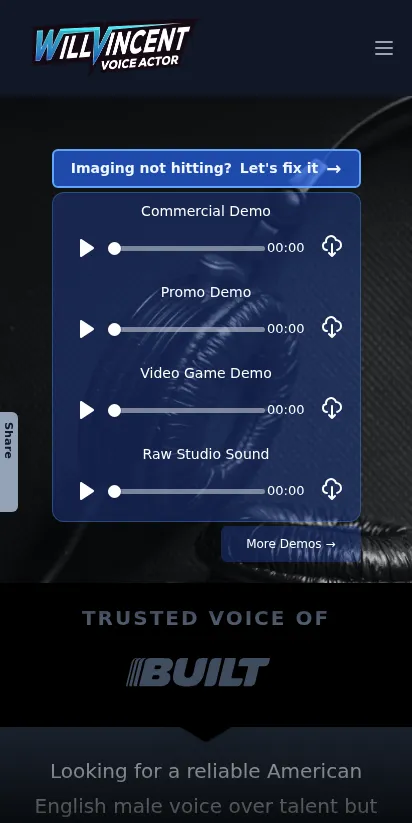 WILLVINCENT
VOICE ACTOR
Imaging not hitting? Let's fix it →
Commercial Demo
00:00
Promo Demo
00:00
Video Game Demo
00:00
Raw Studio Sound
00:00
Share
More Demos →
TRUSTED VOICE OF
BUILT
Looking for a reliable American
English male voice over talent but